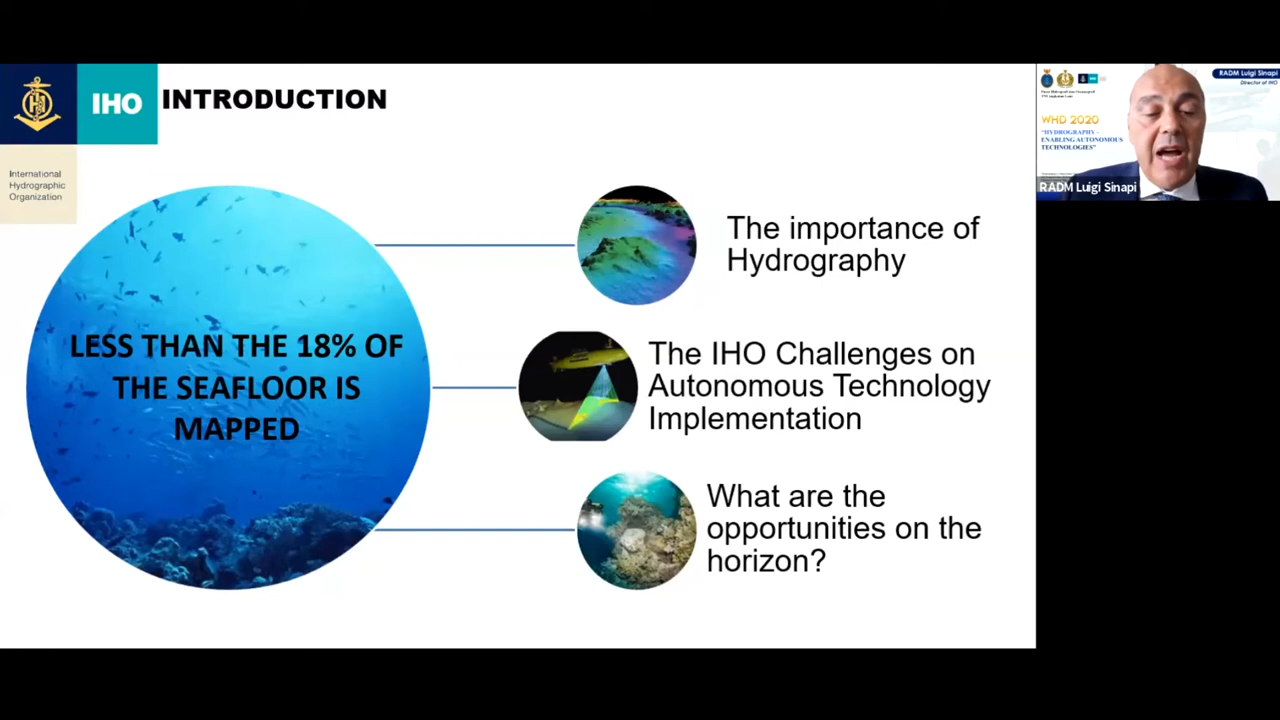 IHO
INTRODUCTION
International
Hydrographic
Organization
LESS THAN THE 18% OF
THE SEAFLOOR IS
MAPPED
The importance of
Hydrography
The IHO Challenges on
Autonomous Technology
Implementation
What are the
opportunities on the
horizon?
RADM Luigi Sinapi
Director of IHO
WHD 2020
"HYDROGRAPHY -
ENABLING AUTONOMOUS
TECHNOLOGIES"
RADM Luigi Sinapi